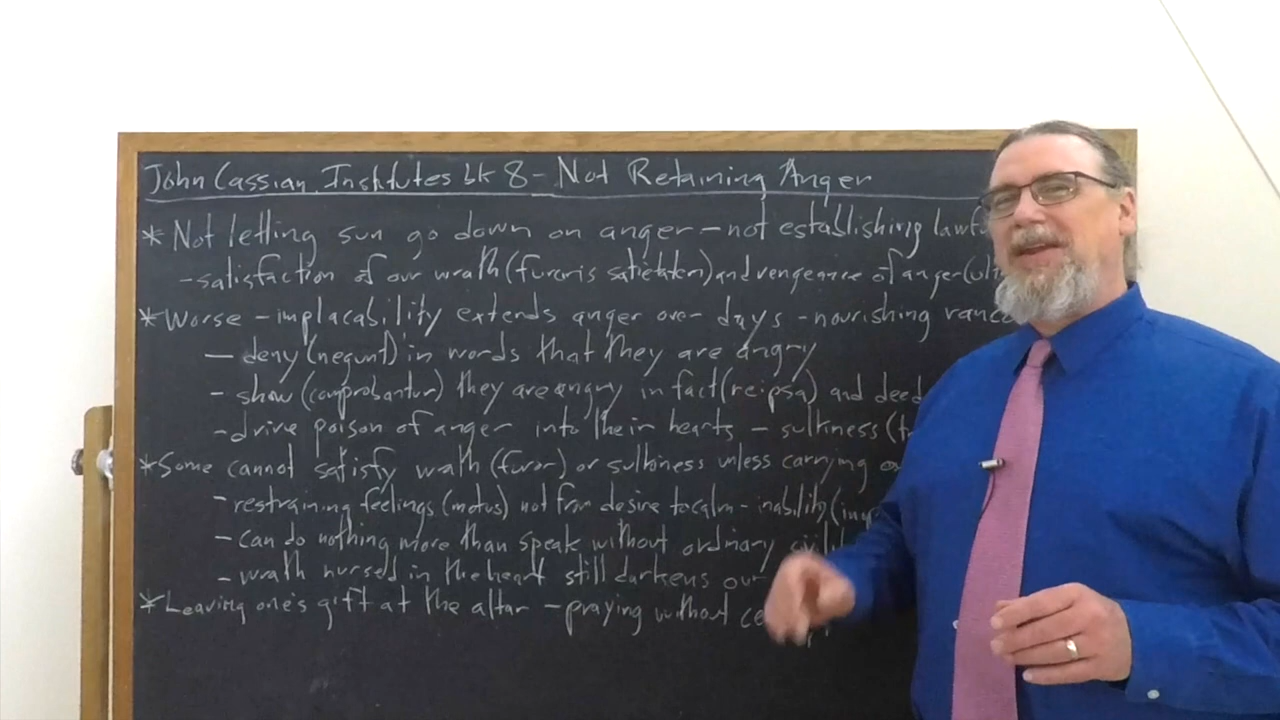 John Cassian, Institutes bk 8 - Not Retaining Anger
* Not letting sun go down on anger - not establishing lawf
- satisfaction of our wrath (furoris satietatem) and vengeance of anger (ult
* Worse - implacability extends anger over days - nourishing ranc
- deny (negunt) in words that they are angry
- show (comprobantur) they are angry in fact (re ipsa) and deed
- drive poison of anger into their hearts - sulkiness (tr
* Some cannot satisfy wrath (furor) or sulkiness unless carrying o
- restraining feelings (motus) not from desire to calm - inability (in
- can do nothing more than speak without ordinary civilit
- wrath nursed in the heart still darkens our
* Leaving one's gift at the altar - praying without ce